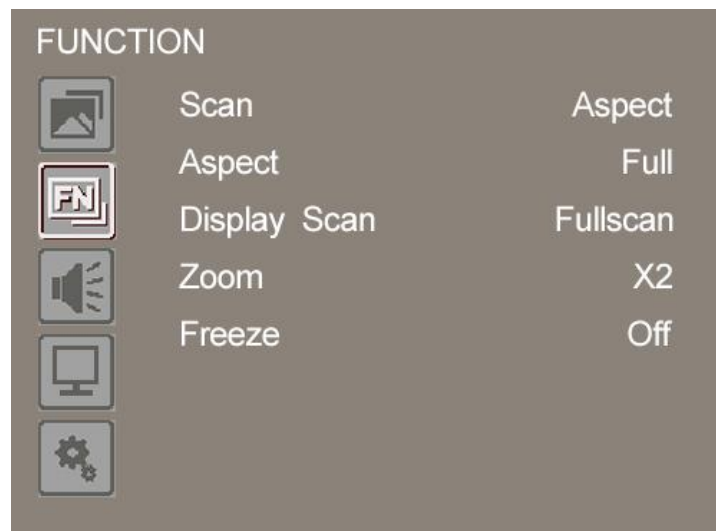 FUNCTION
Scan Aspect
Aspect Full
FN
Display Scan Fullscan
Zoom X2
Freeze Off